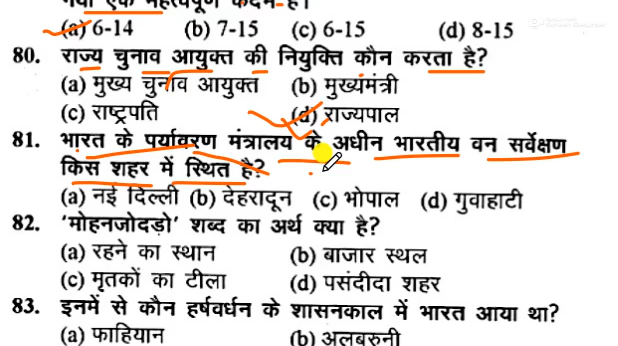 (a) 6-14 (b) 7-15 (c) 6-15 (d) 8-15
80. राज्य चुनाव आयुक्त की नियुक्ति कौन करता है?
(a) मुख्य चुनाव आयुक्त (b) मुख्यमंत्री
(c) राष्ट्रपति (d) राज्यपाल
81. भारत के पर्यावरण मंत्रालय के अधीन भारतीय वन सर्वेक्षण
किस शहर में स्थित है?
(a) नई दिल्ली (b) देहरादून (c) भोपाल (d) गुवाहाटी
82. 'मोहनजोदड़ो' शब्द का अर्थ क्या है?
(a) रहने का स्थान (b) बाजार स्थल
(c) मृतकों का टीला (d) पसंदीदा शहर
83. इनमें से कौन हर्षवर्धन के शासनकाल में भारत आया था?
(a) फाहियान (b) अलबरुनी